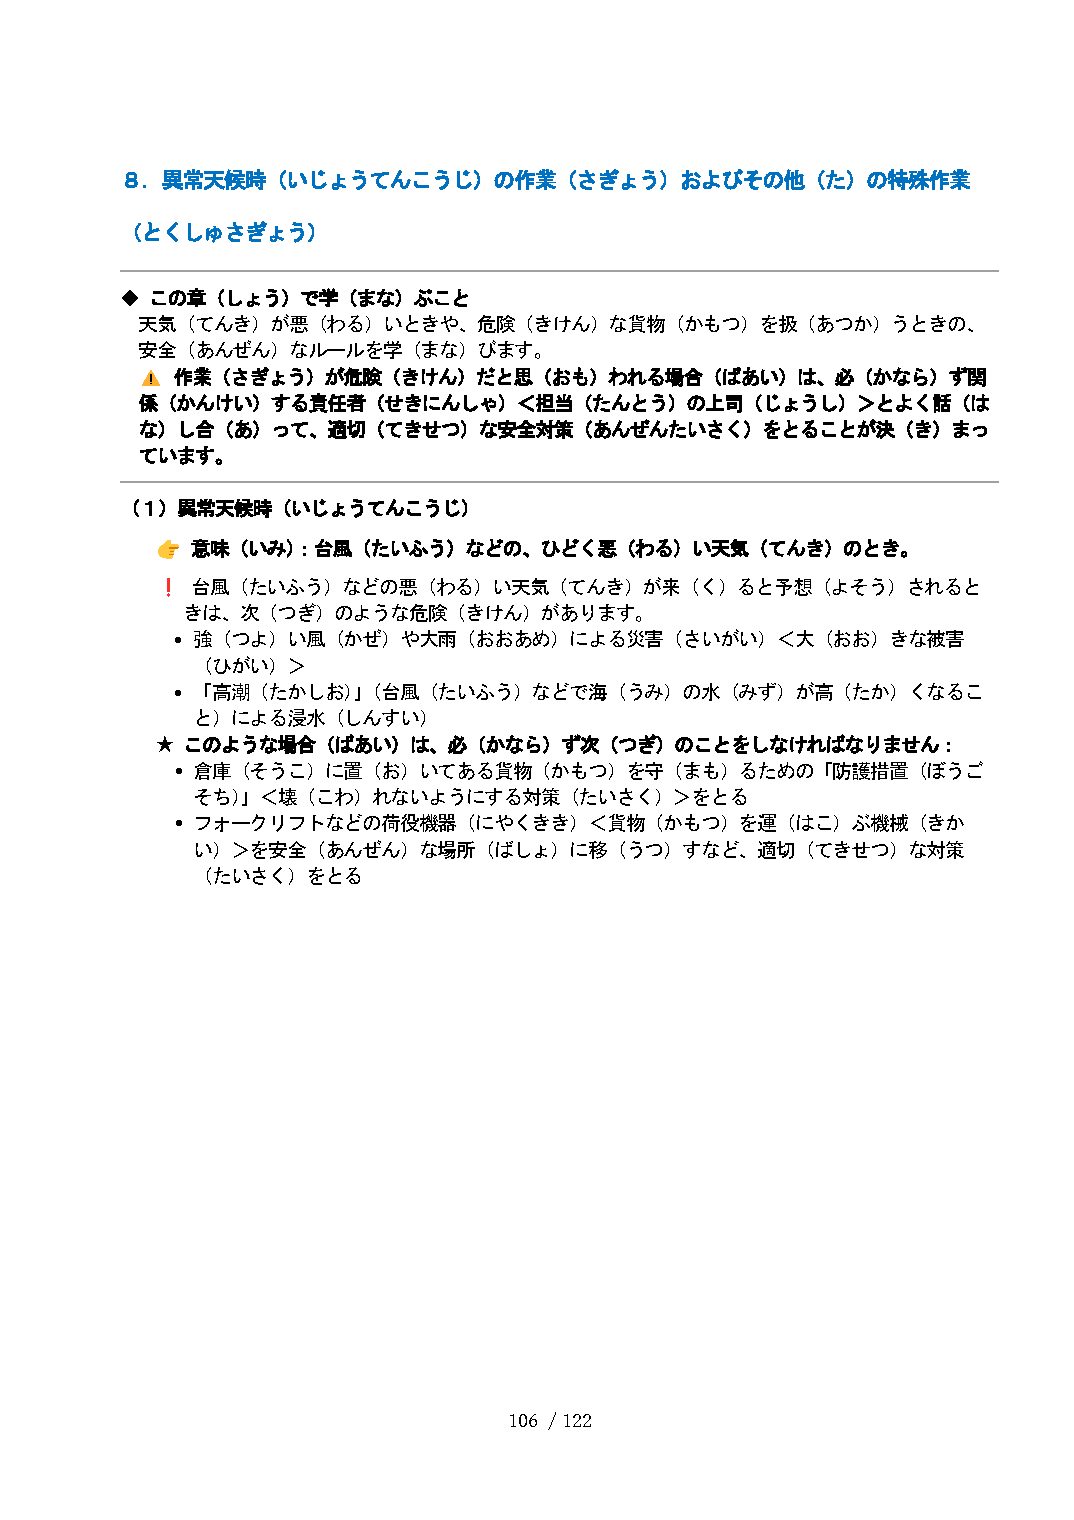 ８．異常天候時（いじょうてんこうじ）の作業（さぎょう）およびその他（た）の特殊作業
（とくしゅさぎょう）
◆ この章（しょう）で学（まな）ぶこと
天気（てんき）が悪（わる）いときや、危険（きけん）な貨物（かもつ）を扱（あつか）うときの、
安全（あんぜん）なルールを学（まな）びます。
⚠ 作業（さぎょう）が危険（きけん）だと思（おも）われる場合（ばあい）は、必（かなら）ず関
係（かんけい）する責任者（せきにんしゃ）＜担当（たんとう）の上司（じょうし）＞とよく話（は
な）し合（あ）って、適切（てきせつ）な安全対策（あんぜんたいさく）をとることが決（き）まっ
ています。
（１）異常天候時（いじょうてんこうじ）
👉 意味（いみ）：台風（たいふう）などの、ひどく悪（わる）い天気（てんき）のとき。
❗ 台風（たいふう）などの悪（わる）い天気（てんき）が来（く）ると予想（よそう）されると
きは、次（つぎ）のような危険（きけん）があります。
• 強（つよ）い風（かぜ）や大雨（おおあめ）による災害（さいがい）＜大（おお）きな被害
（ひがい）＞
• 「高潮（たかしお）」（台風（たいふう）などで海（うみ）の水（みず）が高（たか）くなるこ
と）による浸水（しんすい）
★ このような場合（ばあい）は、必（かなら）ず次（つぎ）のことをしなければなりません：
• 倉庫（そうこ）に置（お）いてある貨物（かもつ）を守（まも）るための「防護措置（ぼうご
そち）」＜壊（こわ）れないようにする対策（たいさく）＞をとる
• フォークリフトなどの荷役機器（にやくきき）＜貨物（かもつ）を運（はこ）ぶ機械（きか
い）＞を安全（あんぜん）な場所（ばしょ）に移（うつ）すなど、適切（てきせつ）な対策
（たいさく）をとる
106 / 122